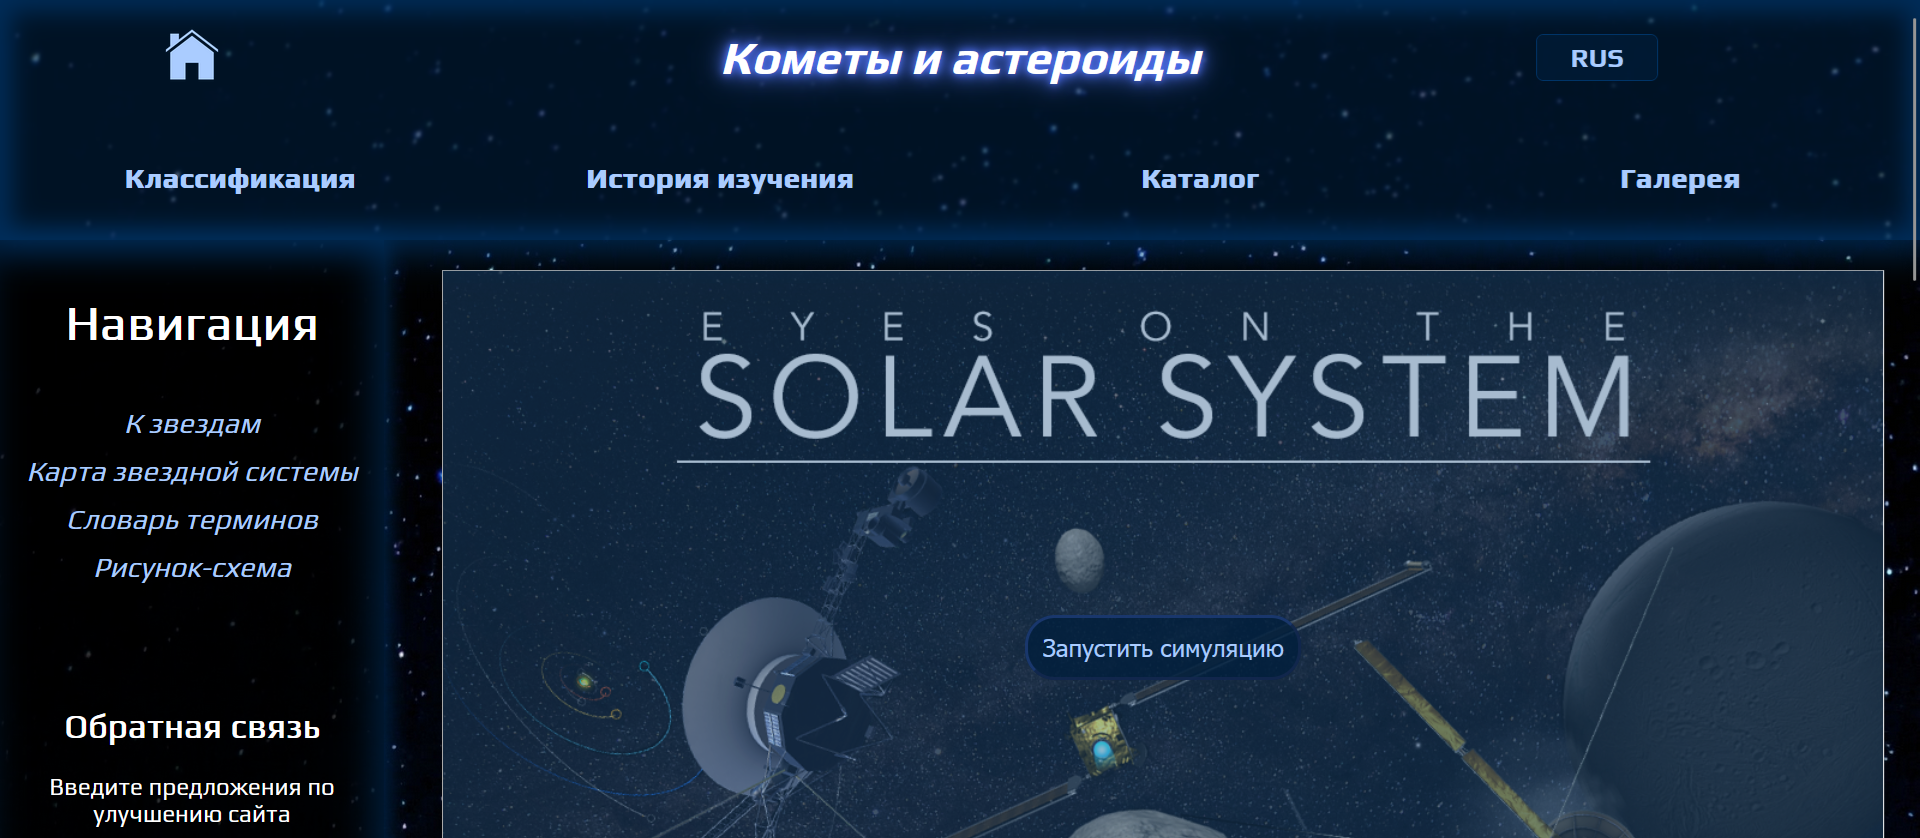 Кометы и астероиды
RUS
Классификация
История изучения
Каталог
Галерея
Навигация
К звездам
Карта звездной системы
Словарь терминов
Рисунок-схема
Обратная связь
Введите предложения по
улучшению сайта
EYES ON THE
SOLAR SYSTEM
Запустить симуляцию